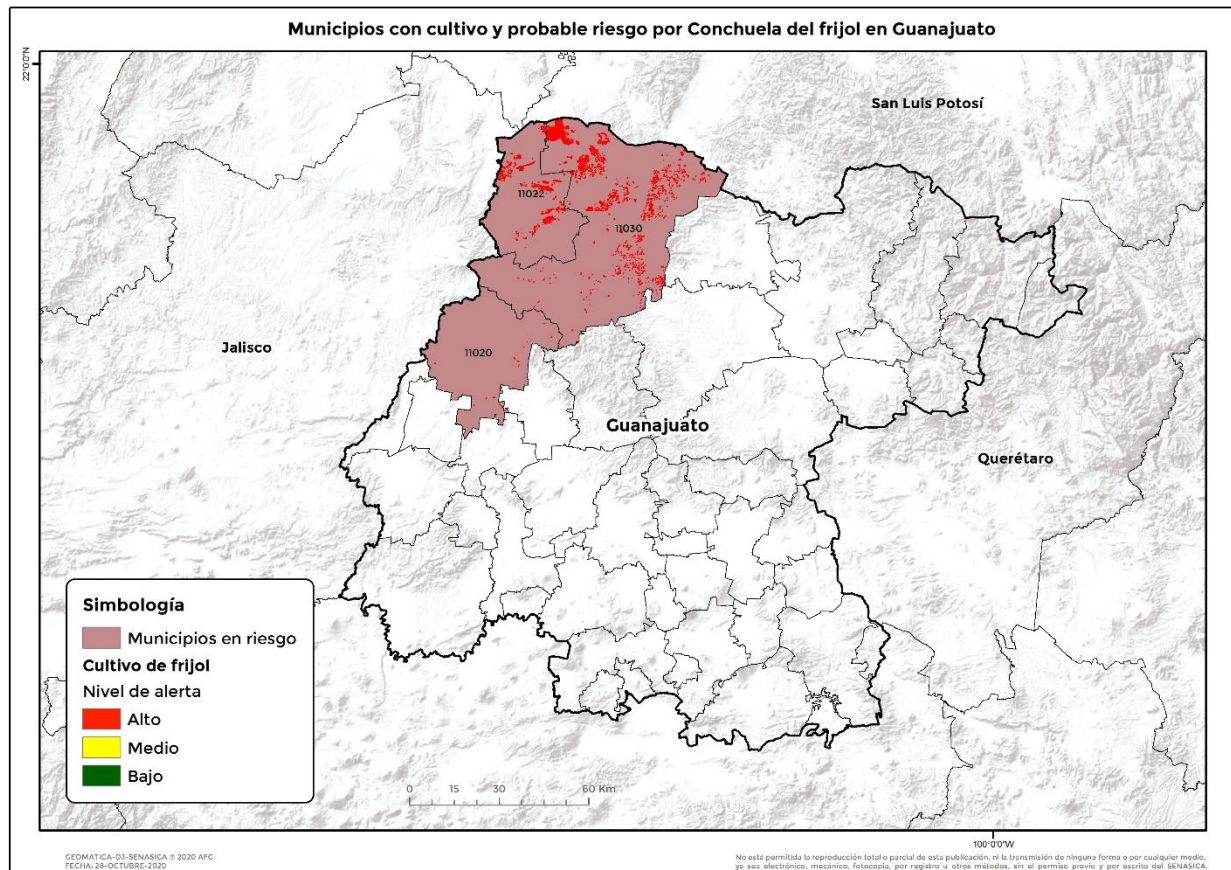 Municipios con cultivo y probable riesgo por Conchuela del frijol en Guanajuato
22°0'0"N
San Luis Potosí
11022
11030
Jalisco
11020
Guanajuato
Querétaro
Simbología
Municipios en riesgo
Cultivo de frijol
Nivel de alerta
Alto
Medio
Bajo
0 15 30 60 Km
100°0'0"W
GEOMATICA-DJ-SENASICA © 2020 AFC
FECHA: 28-OCTUBRE-2020
No está permitida la reproducción total o parcial de esta publicación, ni la transmisión de ninguna forma o por cualquier medio,
ya sea electrónico, mecánico, fotocopia, por registro u otros métodos, sin el permiso previo y por escrito del SENASICA.